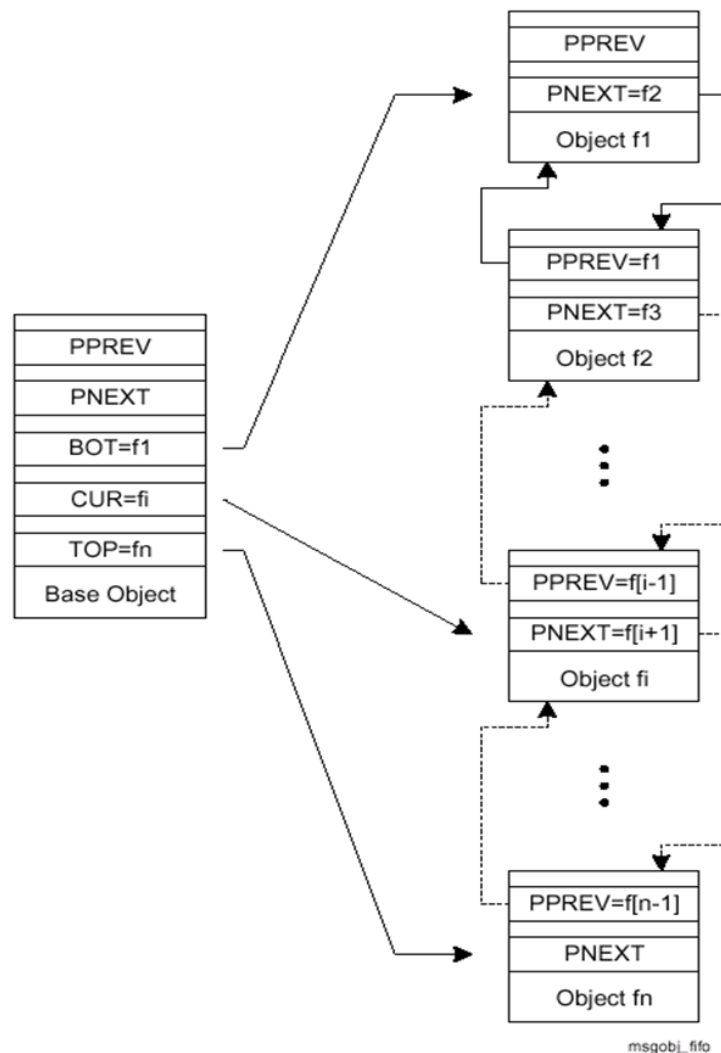 PPREV
PNEXT
BOT=f1
CUR=fi
TOP=fn
Base Object
PPREV
PNEXT=f2
Object f1
PPREV=f1
PNEXT=f3
Object f2
PPREV=f[i-1]
PNEXT=f[i+1]
Object fi
PPREV=f[n-1]
PNEXT
Object fn
msgobj_fifo